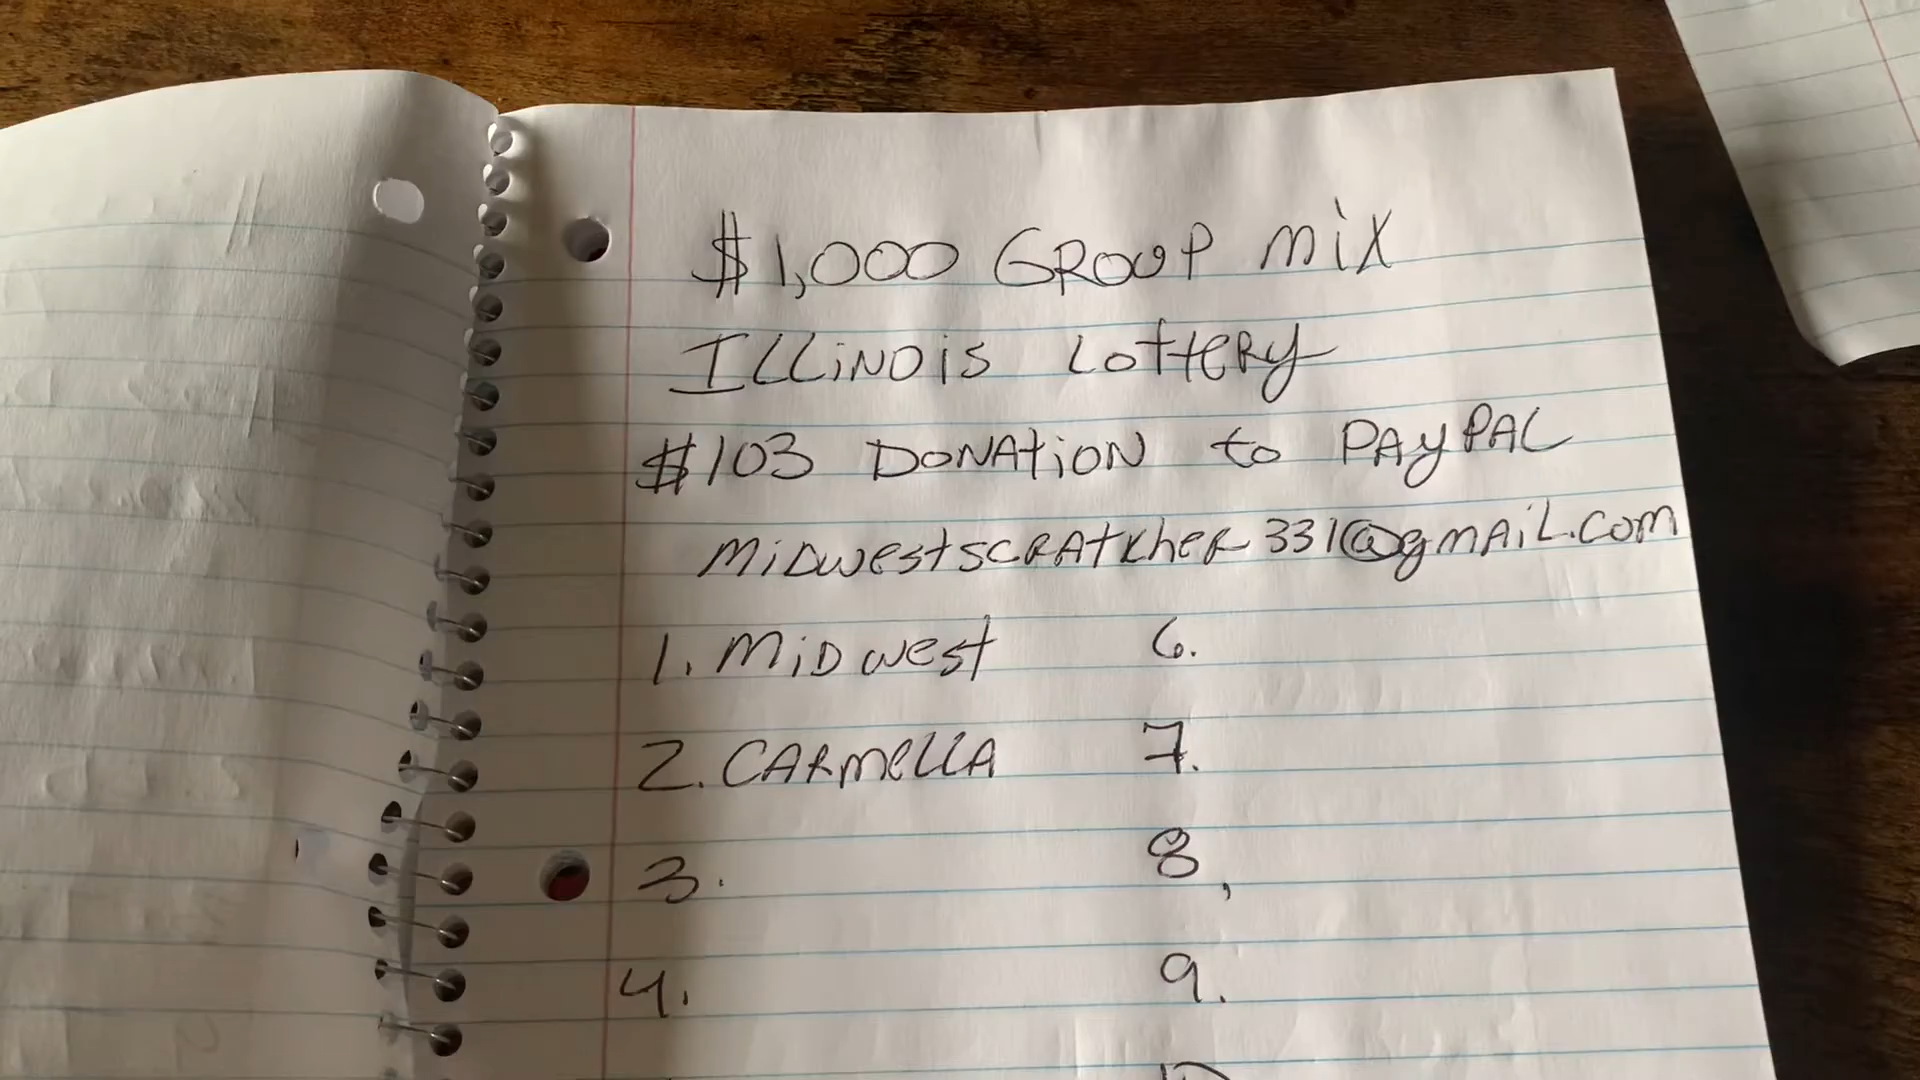 $1,000 GROUP MIX
ILLINOIS LOTTERY
$103 DONATION to PAYPAL
MIDWESTSCRATKHER331@gmAIL.COM
1. MIDWEST 6.
2. CARMELLA 7.
3. 8,
4. 9.